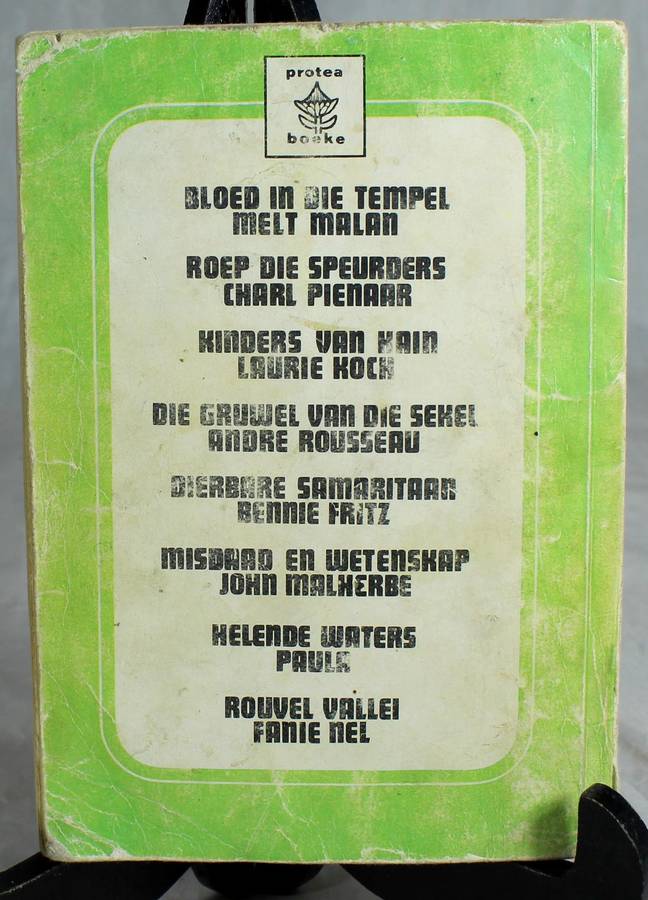 protea
boeke
BLOED IN DIE TEMPEL
MELT MALAN
ROEP DIE SPEURDERS
CHARL PIENAAR
KINDERS VAN KAIN
LAURIE KOCK
DIE GRUWEL VAN DIE SEKEL
ANDRE ROUSSEAU
DIERBARE SAMARITAAN
BENNIE FRITZ
MISDAAD EN WETENSKAP
JOHN MALHERBE
HELENDE WATERS
PAULA
ROUVEL VALLEI
FANIE NEL